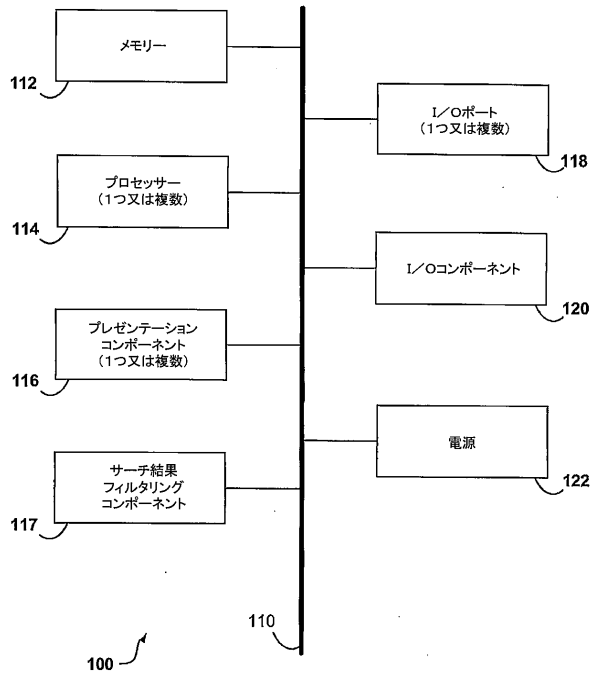 メモリー
112
I/Oポート
(1つ又は複数)
118
プロセッサー
(1つ又は複数)
114
I/Oコンポーネント
120
プレゼンテーション
コンポーネント
(1つ又は複数)
116
電源
122
サーチ結果
フィルタリング
コンポーネント
117
110
100